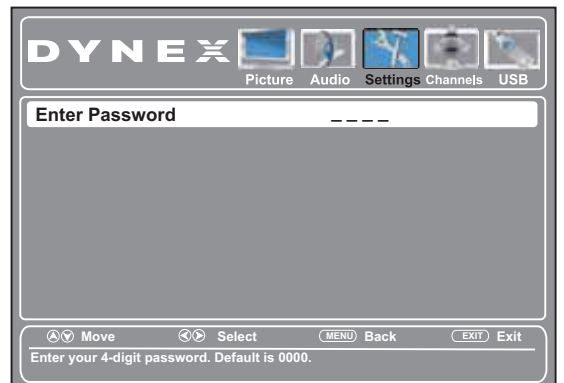 DYNEX
Picture Audio Settings Channels USB
Enter Password _ _ _ _
Move Select MENU Back EXIT Exit
Enter your 4-digit password. Default is 0000.